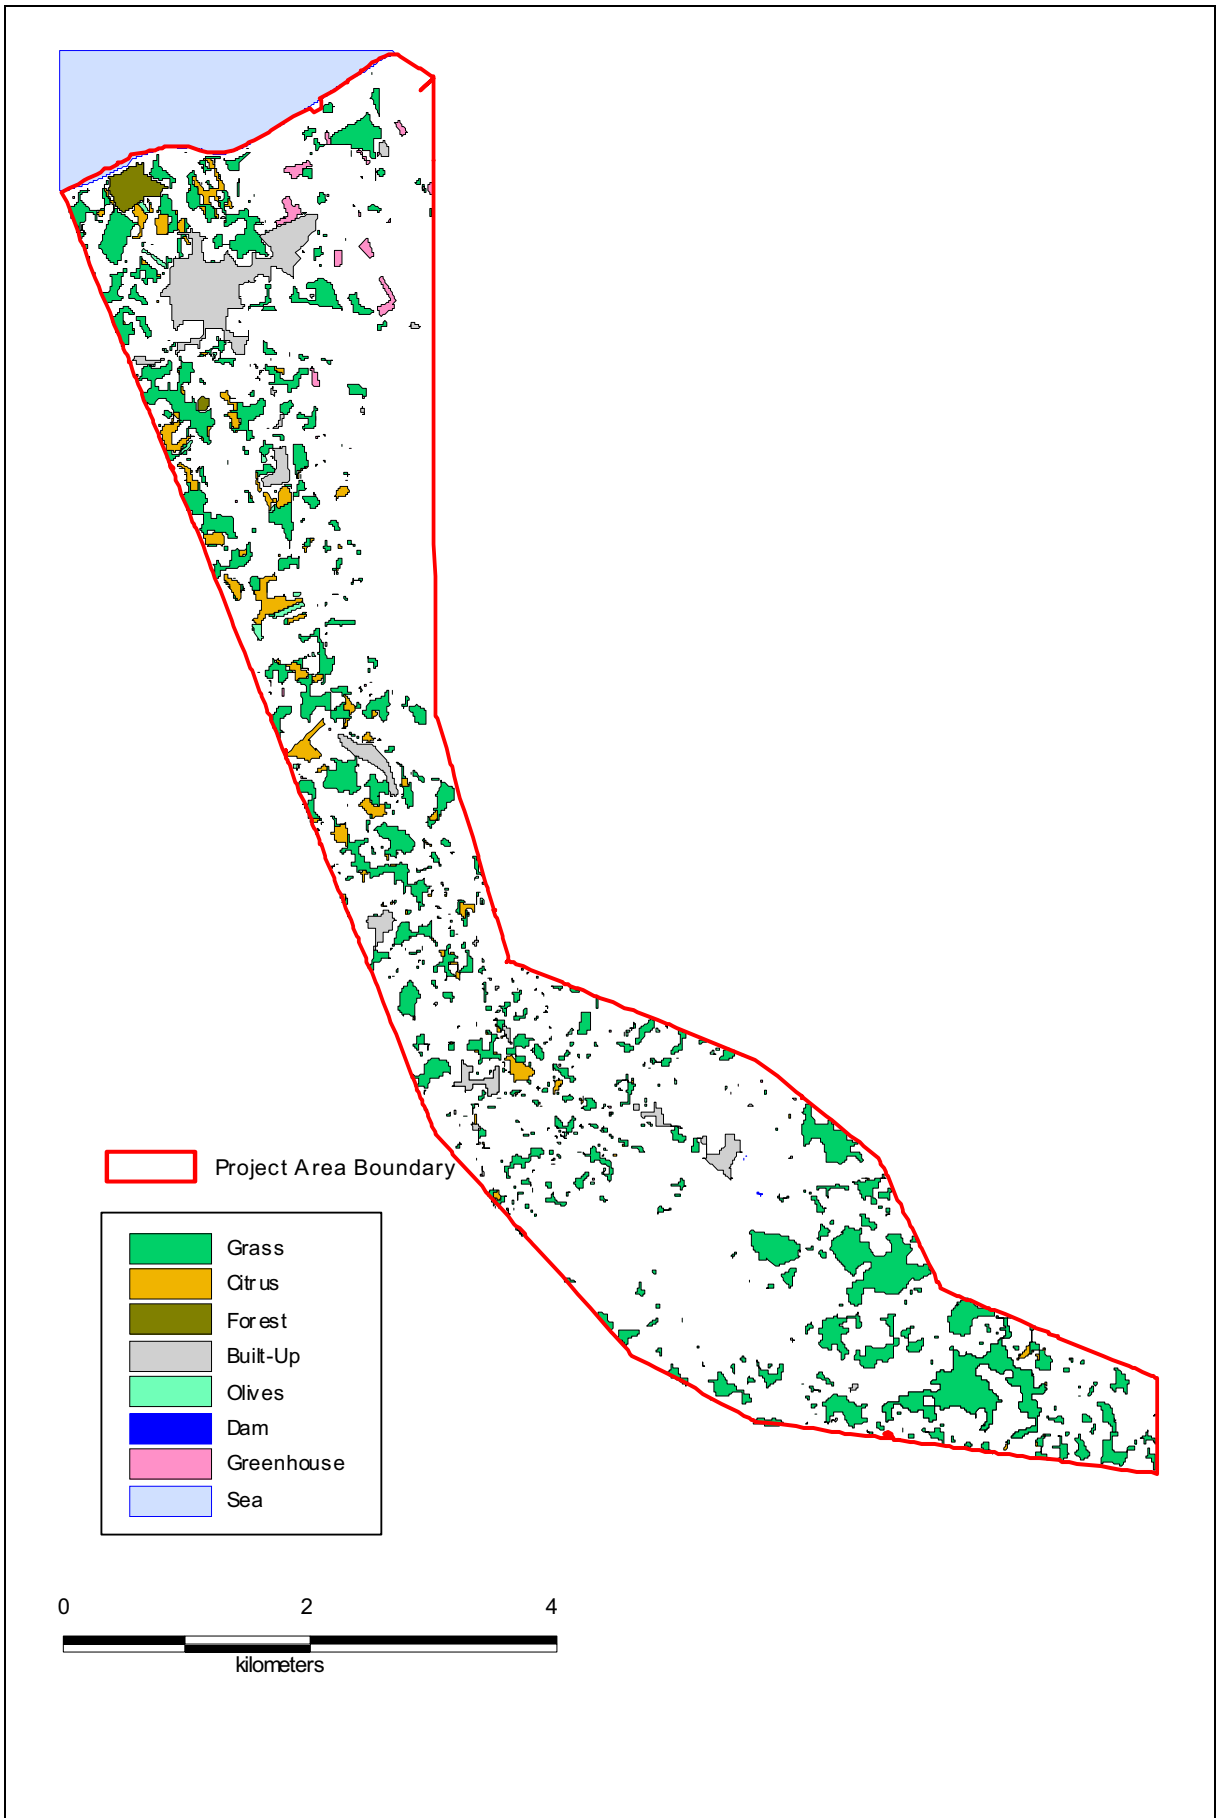 Project Area Boundary
Grass
Citrus
Forest
Built-Up
Olives
Dam
Greenhouse
Sea
0 2 4
kilometers